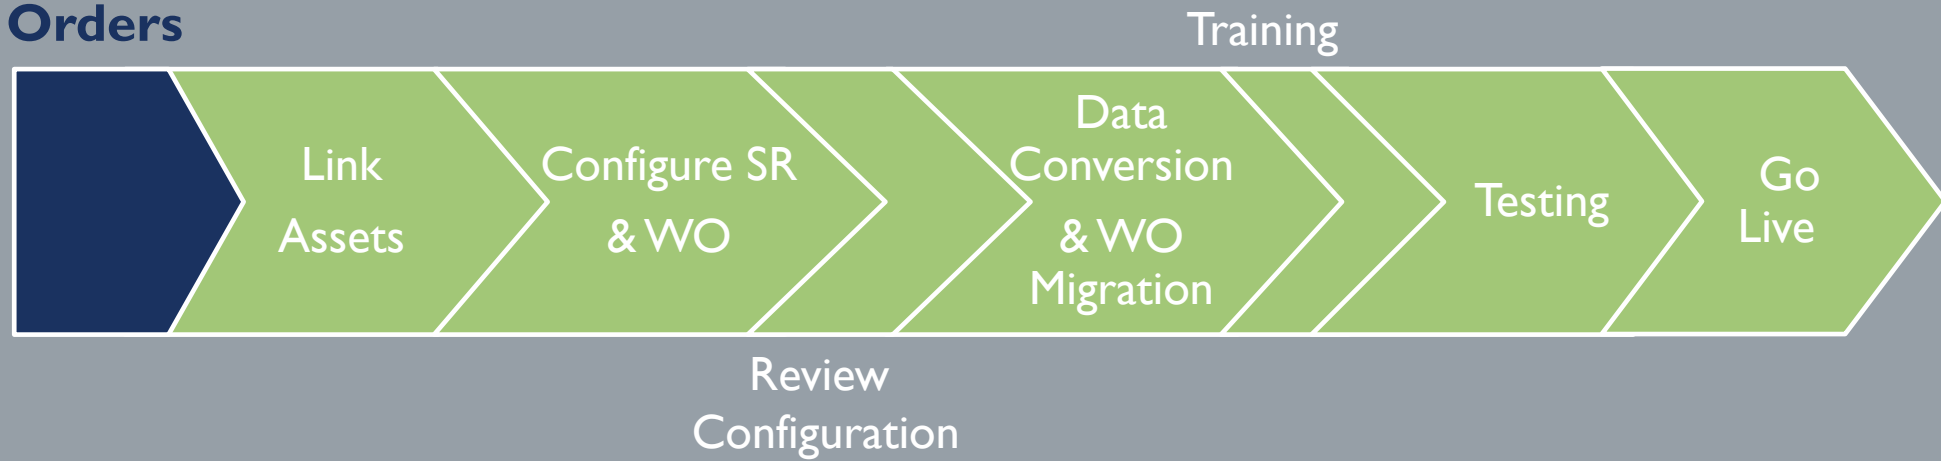 Orders
Training
Link
Assets
Configure SR
& WO
Data
Conversion
& WO
Migration
Testing
Go
Live
Review
Configuration